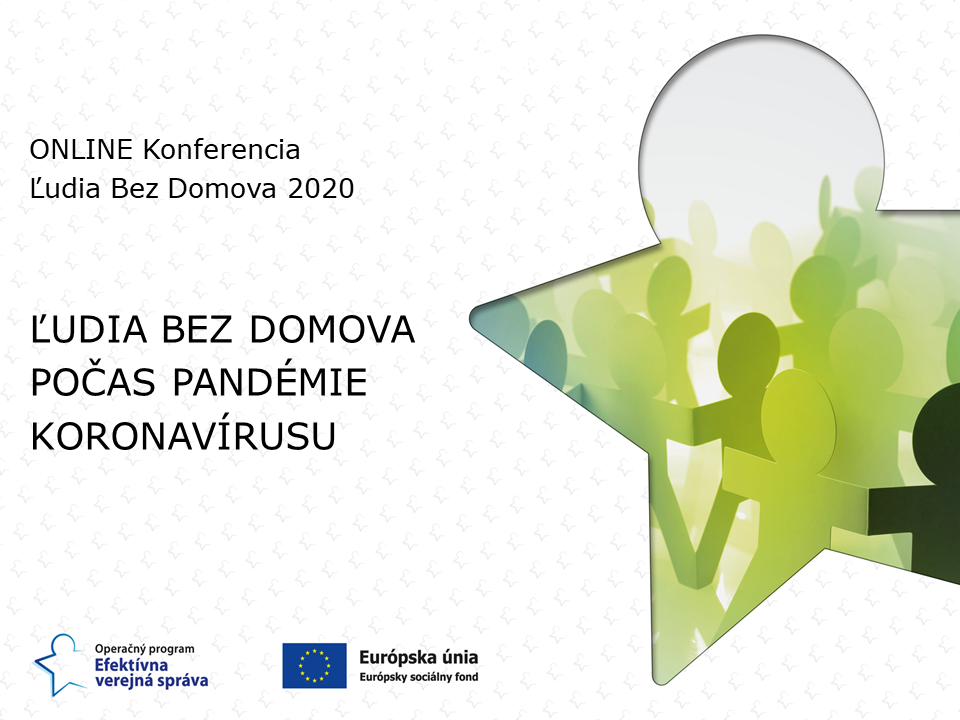 ONLINE Konferencia
Ľudia Bez Domova 2020
ĽUDIA BEZ DOMOVA
POČAS PANDÉMIE
KORONAVÍRUSU
Operačný program
Efektívna
verejná správa
Európska únia
Európsky sociálny fond